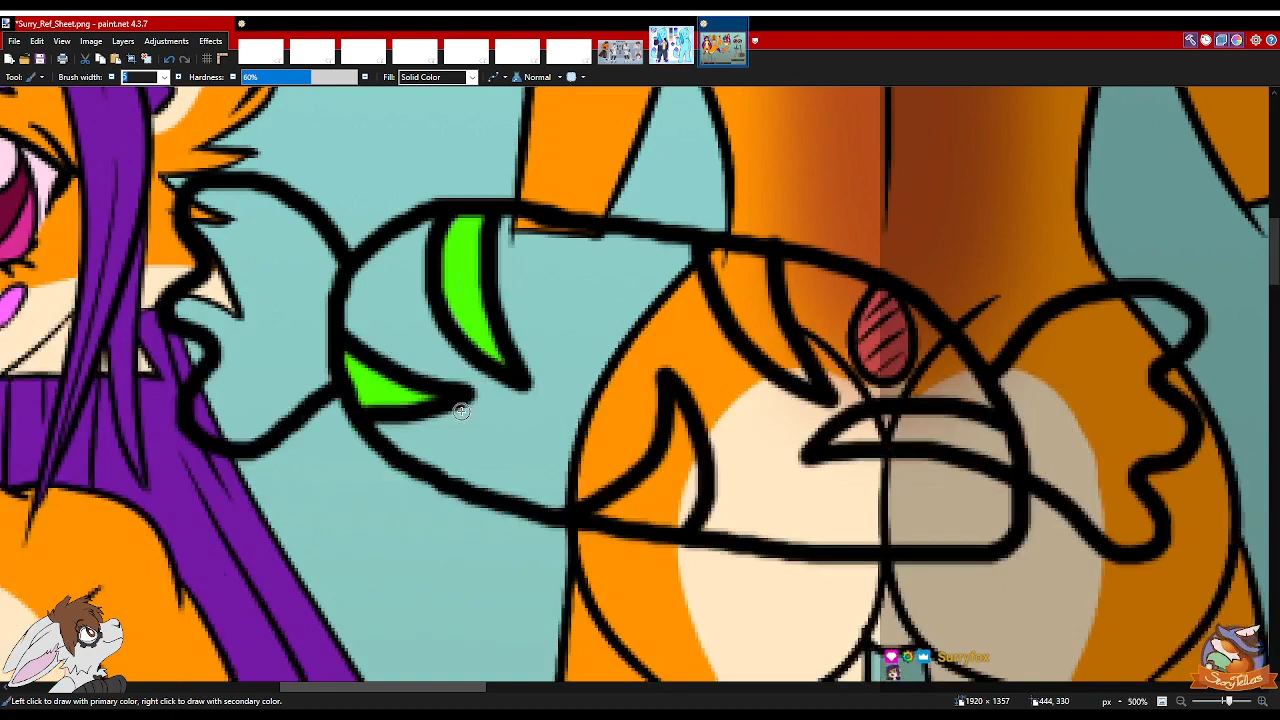 *Surry_Ref_Sheet.png - paint.net 4.3.7
File Edit View Image Layers Adjustments Effects
Tool: Brush width: Hardness: 60% Fill: Solid Color Normal
Surryfox
StoryTellas
Left click to draw with primary color, right click to draw with secondary color. 1920 × 1357 444, 330 px 500%